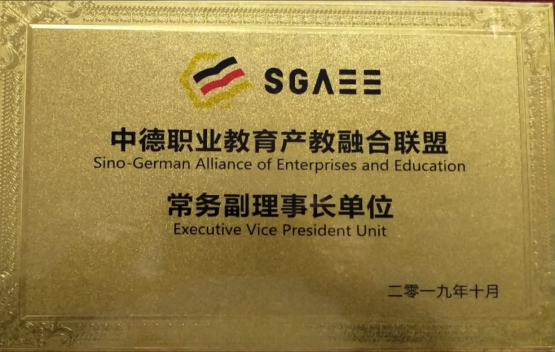 SGAEE
中德职业教育产教融合联盟
Sino-German Alliance of Enterprises and Education
常务副理事长单位
Executive Vice President Unit
二零一九年十月